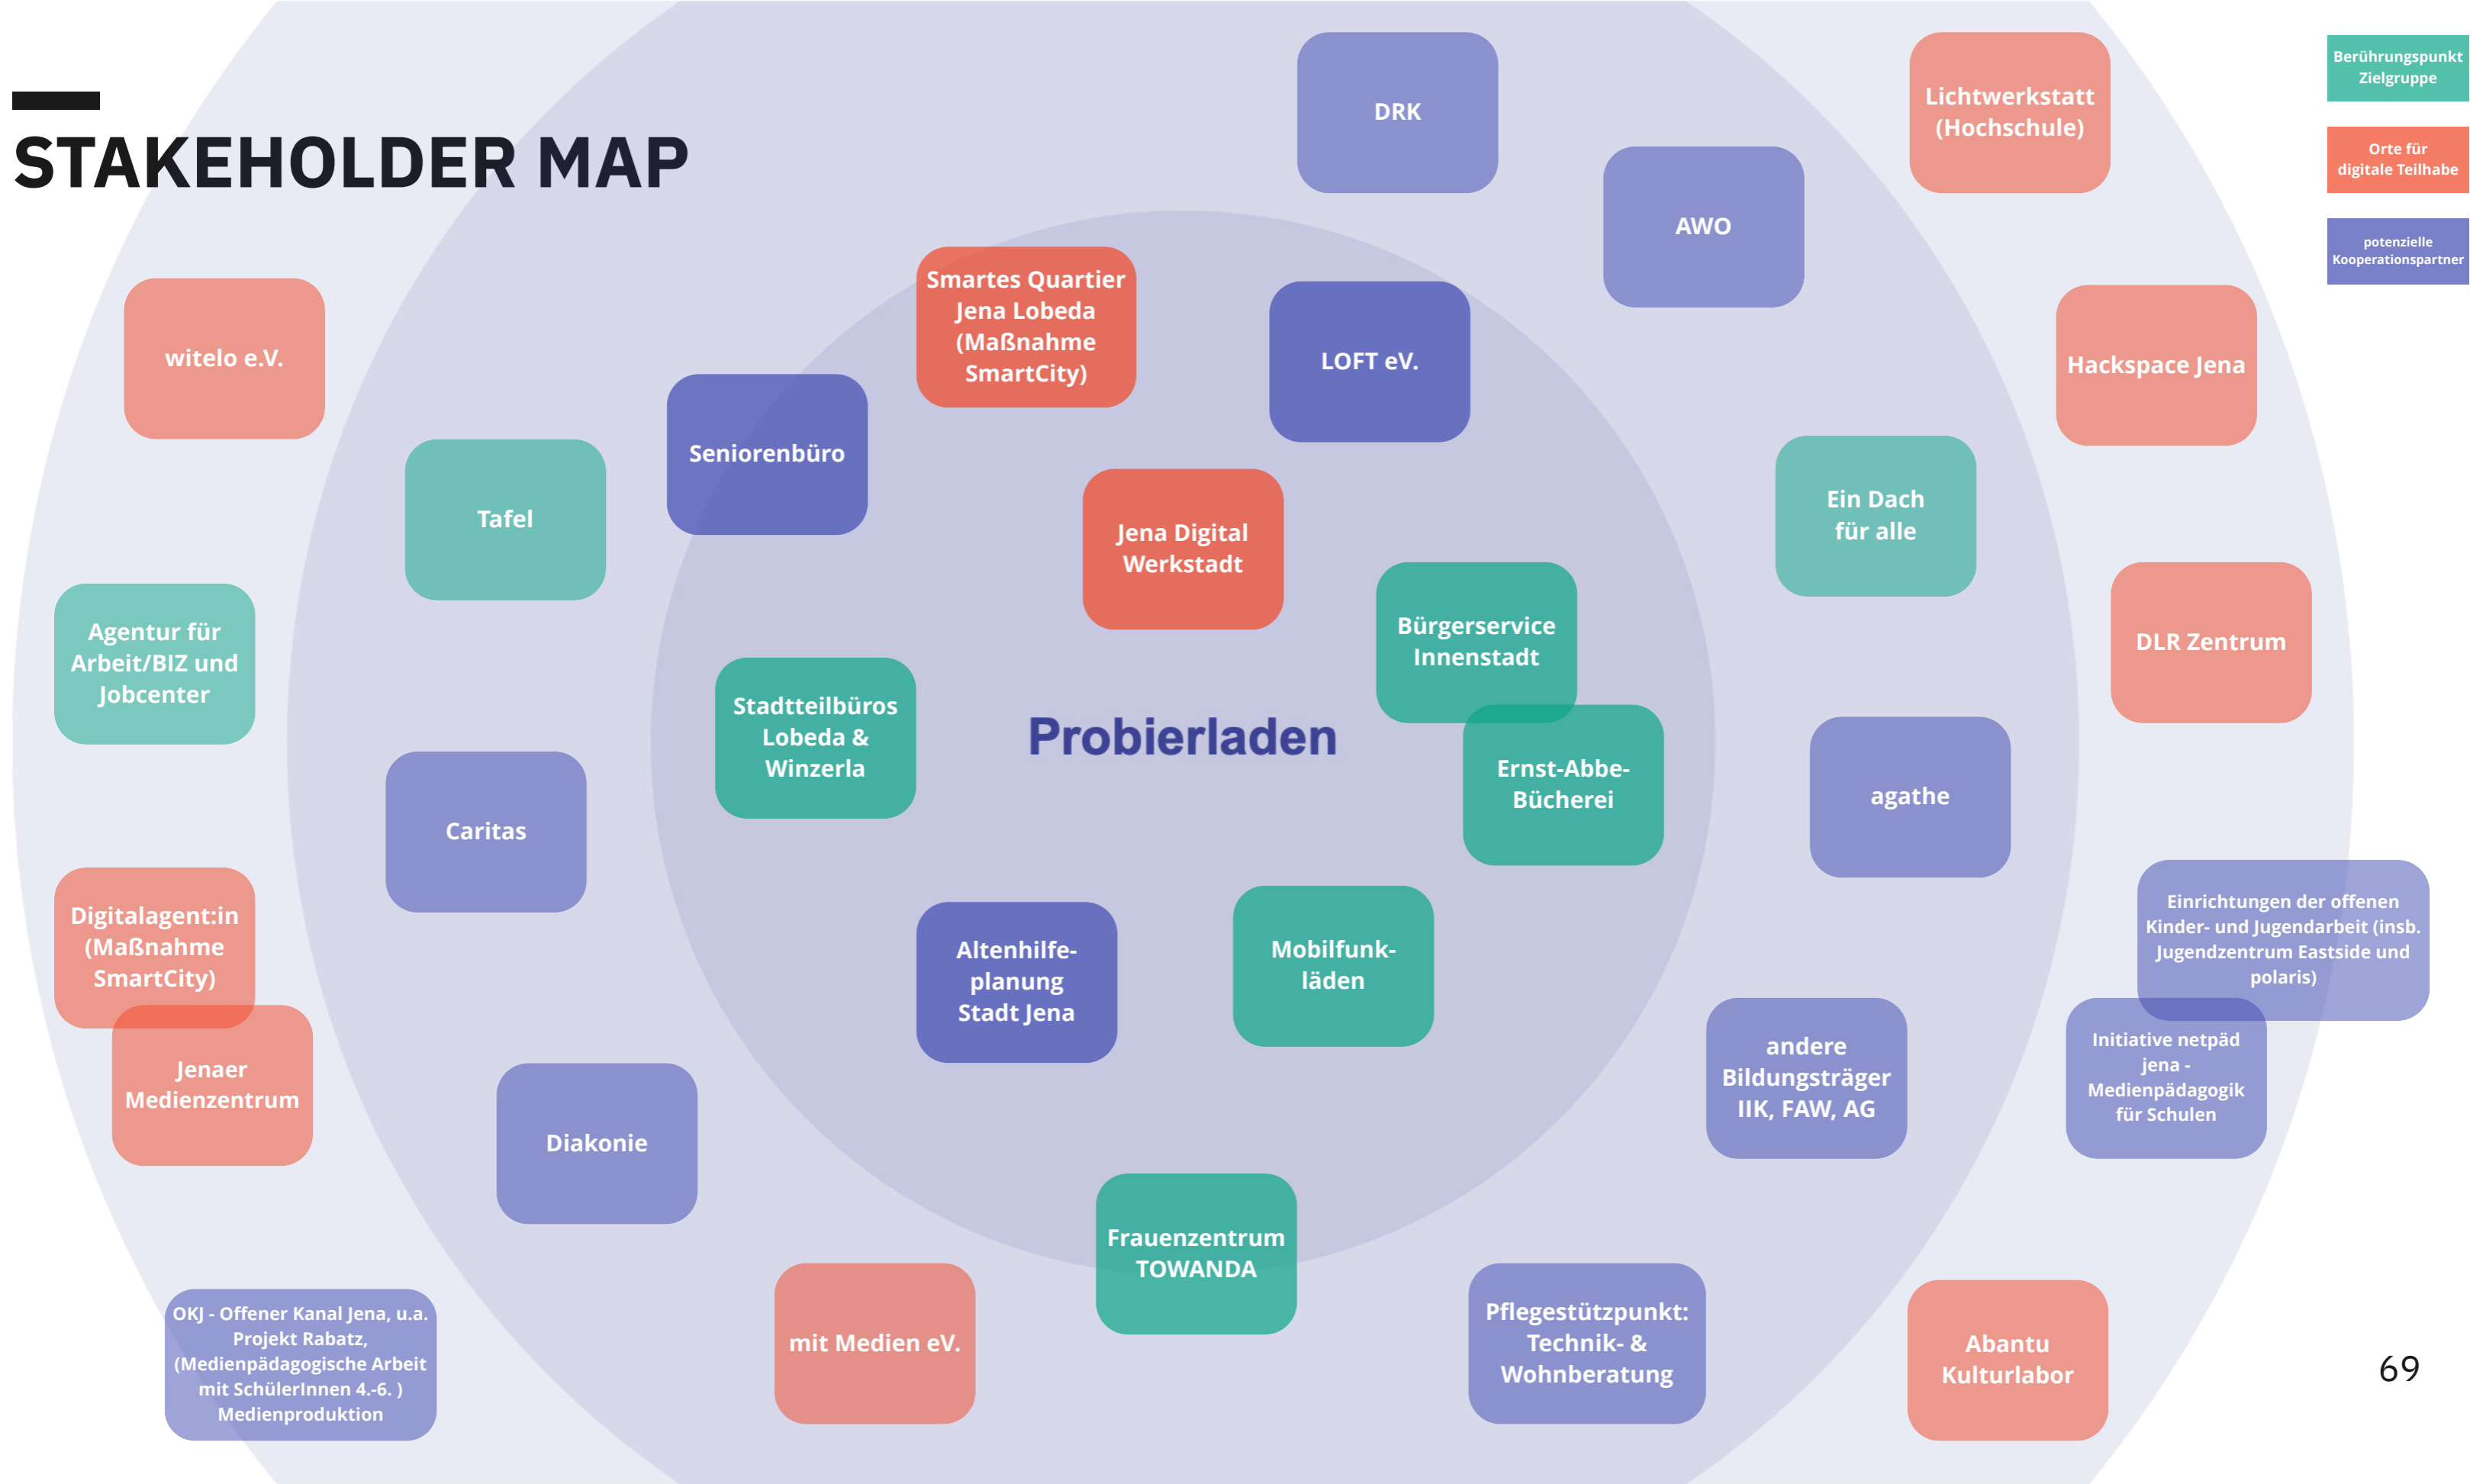 STAKEHOLDER MAP
Berührungspunkt
Zielgruppe
Orte für
digitale Teilhabe
potenzielle
Kooperationspartner
DRK
AWO
Lichtwerkstatt
(Hochschule)
witelo e.V.
Smartes Quartier
Jena Lobeda
(Maßnahme
SmartCity)
LOFT eV.
Hackspace Jena
Seniorenbüro
Tafel
Jena Digital
Werkstadt
Ein Dach
für alle
Agentur für
Arbeit/BIZ und
Jobcenter
Bürgerservice
Innenstadt
DLR Zentrum
Stadtteilbüros
Lobeda &
Winzerla
Probierladen
Ernst-Abbe-
Bücherei
agathe
Caritas
Digitalagent:in
(Maßnahme
SmartCity)
Altenhilfe-
planung
Stadt Jena
Mobilfunk-
läden
Einrichtungen der offenen
Kinder- und Jugendarbeit (insb.
Jugendzentrum Eastside und
polaris)
Jenaer
Medienzentrum
Diakonie
andere
Bildungsträger
IIK, FAW, AG
Initiative netpäd
jena -
Medienpädagogik
für Schulen
Frauenzentrum
TOWANDA
OKJ - Offener Kanal Jena, u.a.
Projekt Rabatz,
(Medienpädagogische Arbeit
mit SchülerInnen 4.-6. )
Medienproduktion
mit Medien eV.
Pflegestützpunkt:
Technik- &
Wohnberatung
Abantu
Kulturlabor
69